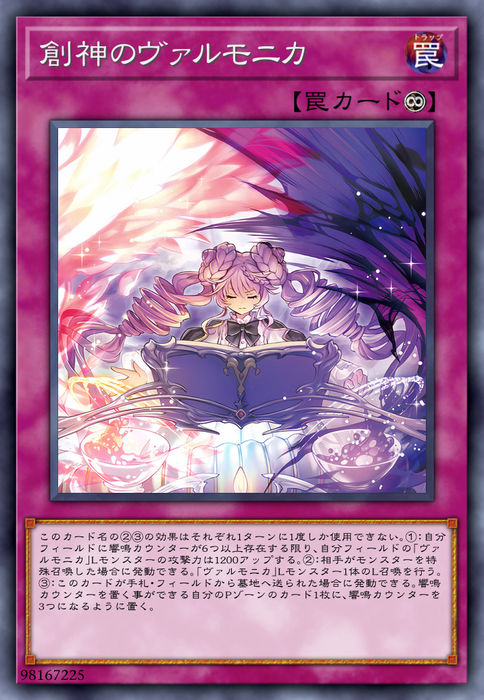 創神のヴァルモニカ
トラップ
罠
【罠カード♾】
このカード名の②③の効果はそれぞれ1ターンに1度しか使用できない。①:自分
フィールドに響鳴カウンターが6つ以上存在する限り、自分フィールドの「ヴァ
ルモニカ」Lモンスターの攻撃力は1200アップする。②:相手がモンスターを特
殊召喚した場合に発動できる。「ヴァルモニカ」Lモンスター1体のL召喚を行う。
③:このカードが手札・フィールドから墓地へ送られた場合に発動できる。響鳴
カウンターを置く事ができる自分のPゾーンのカード1枚に、響鳴カウンターを
3つになるように置く。
98167225